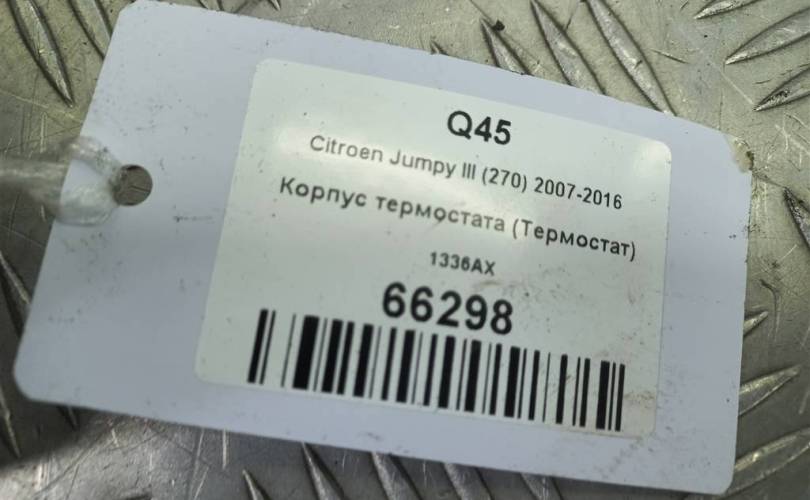 Q45
Citroen Jumpy III (270) 2007-2016
Корпус термостата (Термостат)
1336AX
66298